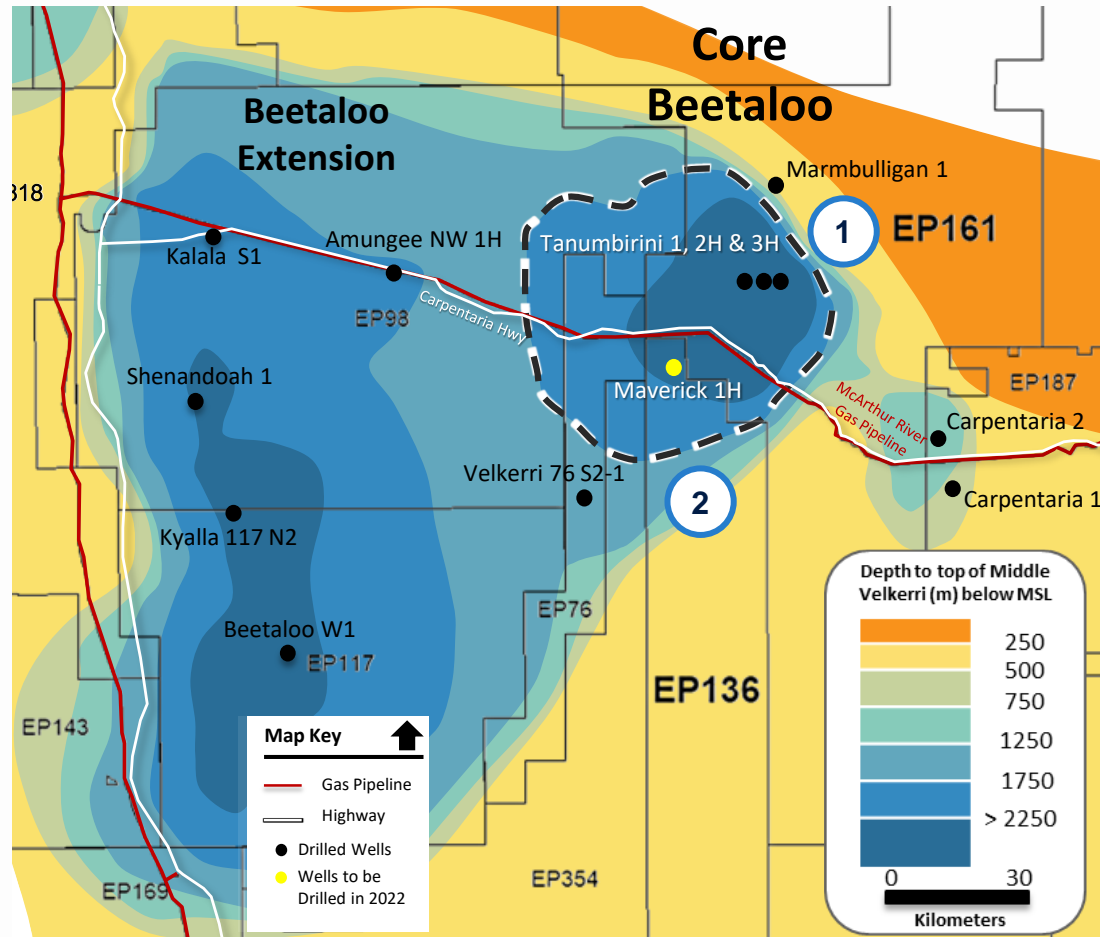 Core
Beetaloo
Beetaloo
Extension
Marmbulligan 1
318
1
EP161
Tanumbirini 1, 2H & 3H
Amungee NW 1H
Kalala S1
EP98
Carpentaria Hwy
Shenandoah 1
Maverick 1H
EP187
McArthur River
Gas Pipeline
Carpentaria 2
Velkerri 76 S2-1
2
Carpentaria 1
Kyalla 117 N2
Depth to top of Middle
Velkerri (m) below MSL
250
500
750
1250
1750
> 2250
0 30
Kilometers
EP76
Beetaloo W1
EP117
EP136
EP143
Map Key
Gas Pipeline
Highway
Drilled Wells
Wells to be
Drilled in 2022
EP169
EP354